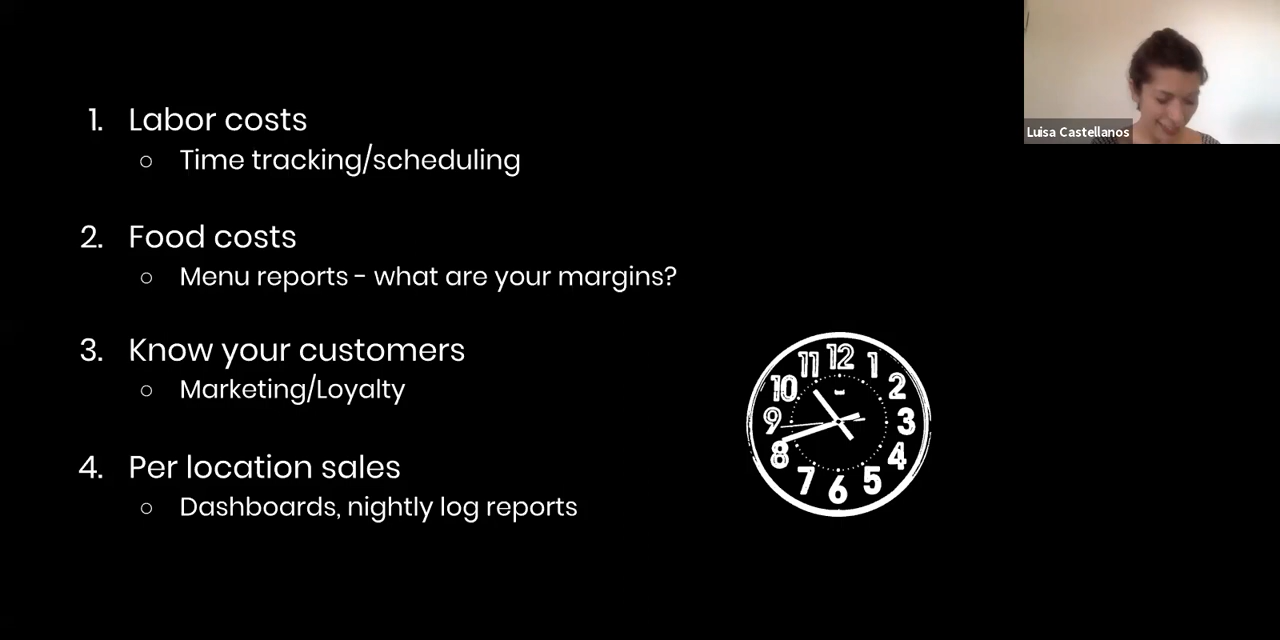 1. Labor costs
○ Time tracking/scheduling
2. Food costs
○ Menu reports - what are your margins?
3. Know your customers
○ Marketing/Loyalty
4. Per location sales
○ Dashboards, nightly log reports
Luisa Castellanos
12
11
1
10
2
9
3
8
4
7
5
6